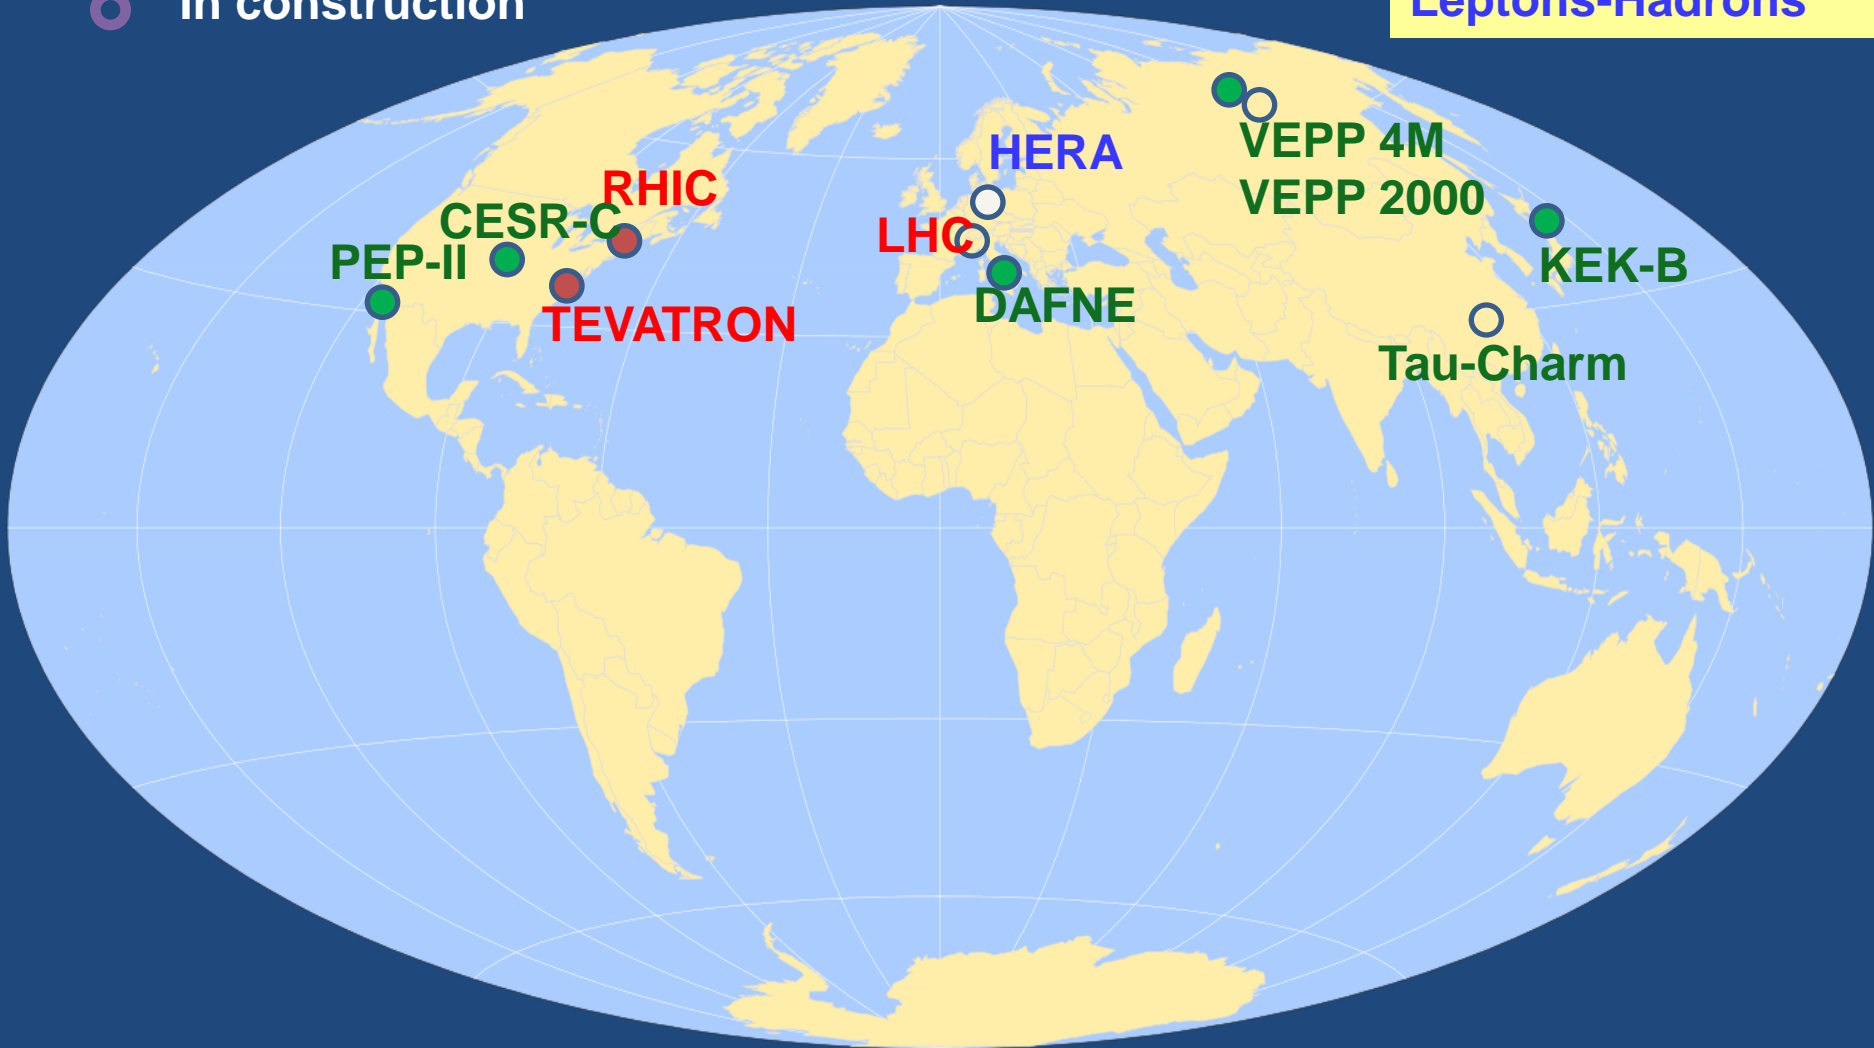 In construction
Leptons-Hadrons
HERA
VEPP 4M
VEPP 2000
RHIC
CESR-C
LHC
PEP-II
KEK-B
DAFNE
TEVATRON
Tau-Charm